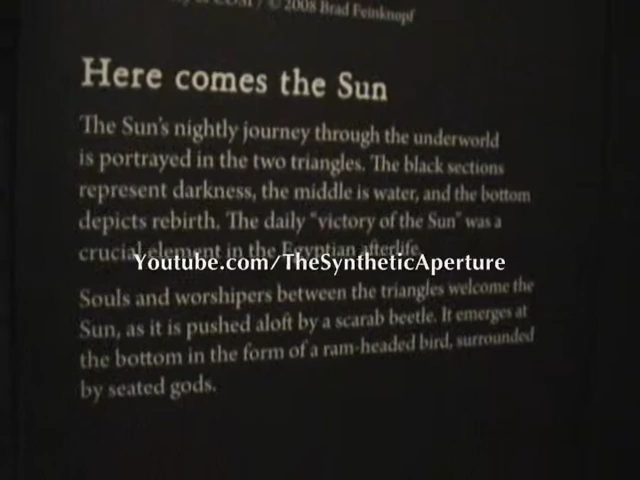 / © 2008 Brad Feinknopf
Here comes the Sun
The Sun's nightly journey through the underworld
is portrayed in the two triangles. The black sections
represent darkness, the middle is water, and the bottom
depicts rebirth. The daily "victory of the Sun" was a
crucial element in the Egyptian afterlife.
Youtube.com/TheSyntheticAperture
Souls and worshipers between the triangles welcome the
Sun, as it is pushed aloft by a scarab beetle. It emerges at
the bottom in the form of a ram-headed bird, surrounded
by seated gods.